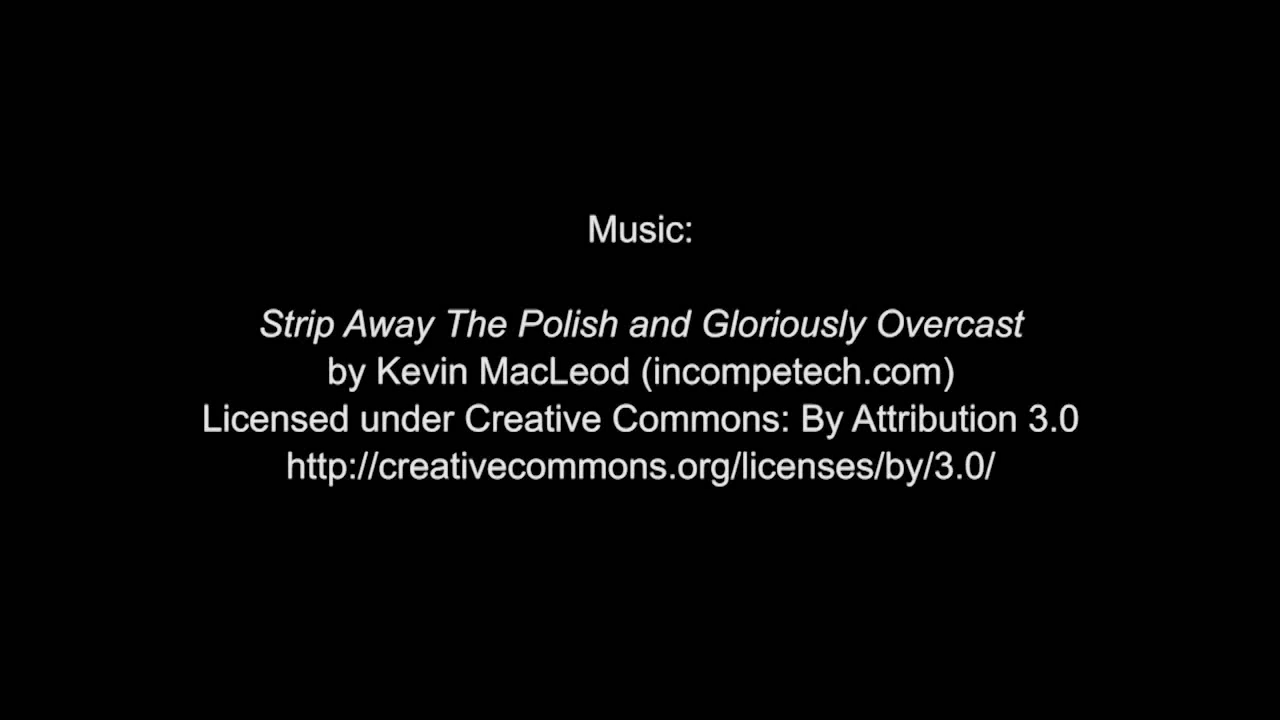 Music:
Strip Away The Polish and Gloriously Overcast
by Kevin MacLeod (incompetech.com)
Licensed under Creative Commons: By Attribution 3.0
http://creativecommons.org/licenses/by/3.0/